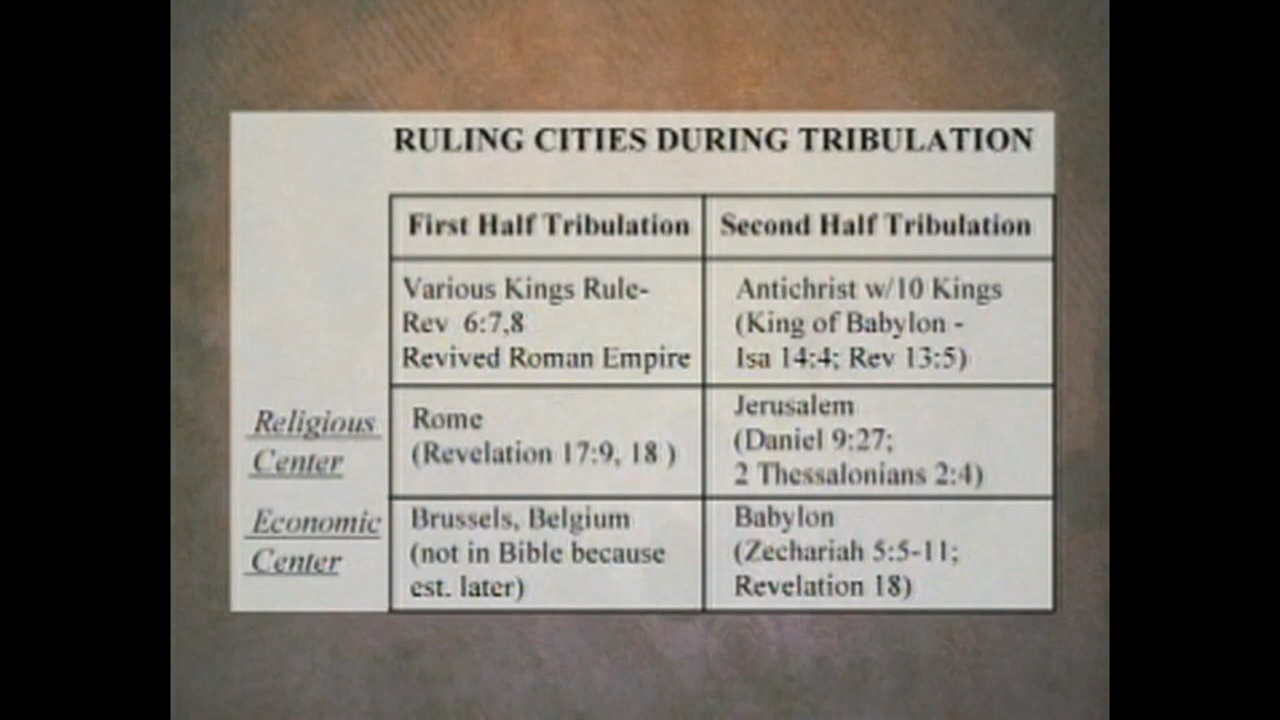 RULING CITIES DURING TRIBULATION
First Half Tribulation
Second Half Tribulation
Various Kings Rule-
Rev 6:7,8
Revived Roman Empire
Antichrist w/10 Kings
(King of Babylon -
Isa 14:4; Rev 13:5)
Religious
Center
Rome
(Revelation 17:9, 18 )
Jerusalem
(Daniel 9:27;
2 Thessalonians 2:4)
Economic
Center
Brussels, Belgium
(not in Bible because
est. later)
Babylon
(Zechariah 5:5-11;
Revelation 18)